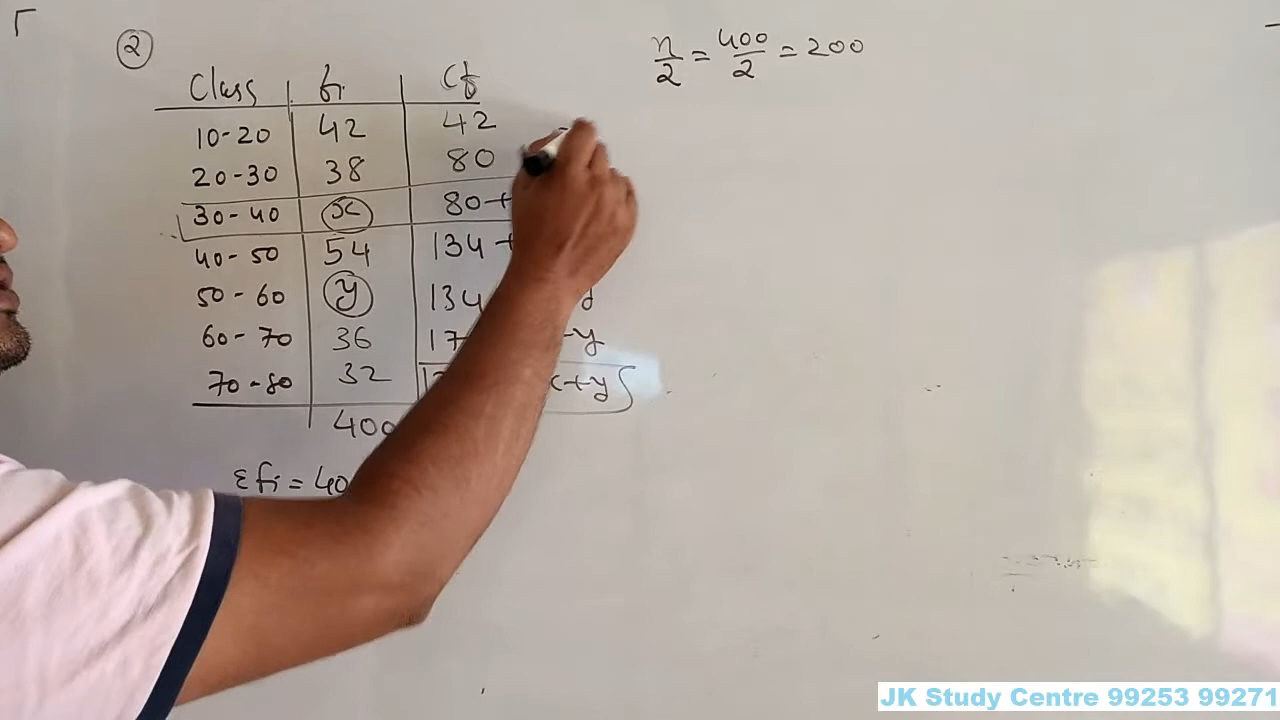 ②
n/2 = 400/2 = 200
Class fi Cf
10-20 42 42
20-30 38 80
30-40 x 80+
40-50 54 134+
50-60 y 134 y
60-70 36 17 -y
70-80 32 x+y
400
Σfi = 40
JK Study Centre 99253 99271